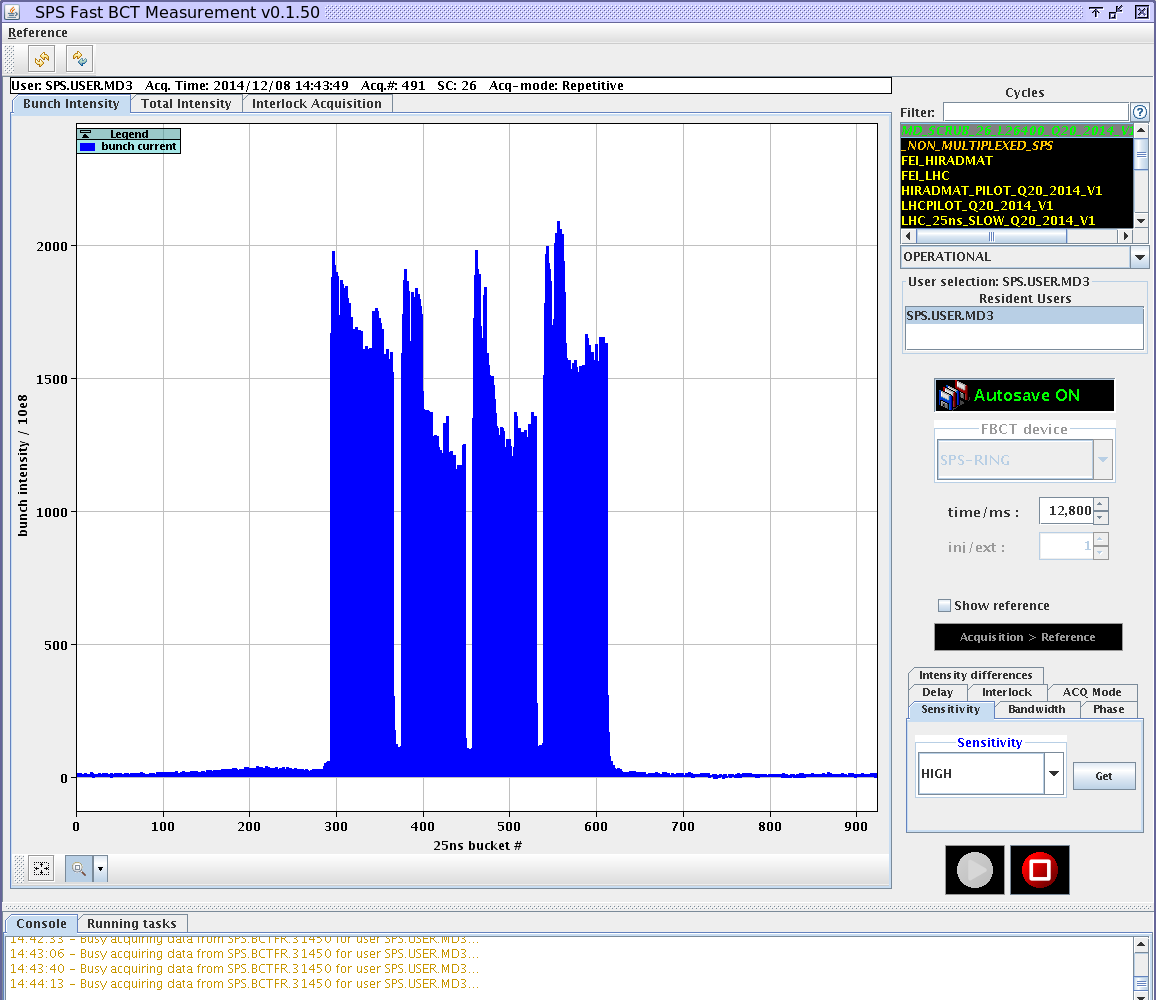 SPS Fast BCT Measurement v0.1.50
Reference
User: SPS.USER.MD3 Acq. Time: 2014/12/08 14:43:49 Acq.#: 491 SC: 26 Acq-mode: Repetitive
Bunch Intensity Total Intensity Interlock Acquisition
Legend
bunch current
2000
1500
1000
500
0
bunch intensity / 10e8
0 100 200 300 400 500 600 700 800 900
25ns bucket #
Cycles
Filter:
MD_SCRUB_26_L26400_Q20_2014_V1
_NON_MULTIPLEXED_SPS
FEI_HIRADMAT
FEI_LHC
HIRADMAT_PILOT_Q20_2014_V1
LHCPILOT_Q20_2014_V1
LHC_25ns_SLOW_Q20_2014_V1
OPERATIONAL
User selection: SPS.USER.MD3
Resident Users
SPS.USER.MD3
Autosave ON
FBCT device
SPS-RING
time/ms : 12,800
inj/ext : 1
Show reference
Acquisition > Reference
Intensity differences
Delay Interlock ACQ Mode
Sensitivity Bandwidth Phase
Sensitivity
HIGH
Get
Console Running tasks
14:42:33 - Busy acquiring data from SPS.BCTFR.31450 for user SPS.USER.MD3...
14:43:06 - Busy acquiring data from SPS.BCTFR.31450 for user SPS.USER.MD3...
14:43:40 - Busy acquiring data from SPS.BCTFR.31450 for user SPS.USER.MD3...
14:44:13 - Busy acquiring data from SPS.BCTFR.31450 for user SPS.USER.MD3...